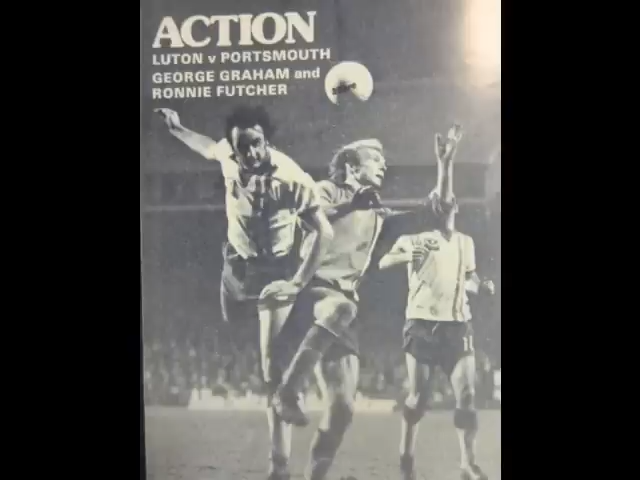 ACTION
LUTON v PORTSMOUTH
GEORGE GRAHAM and
RONNIE FUTCHER